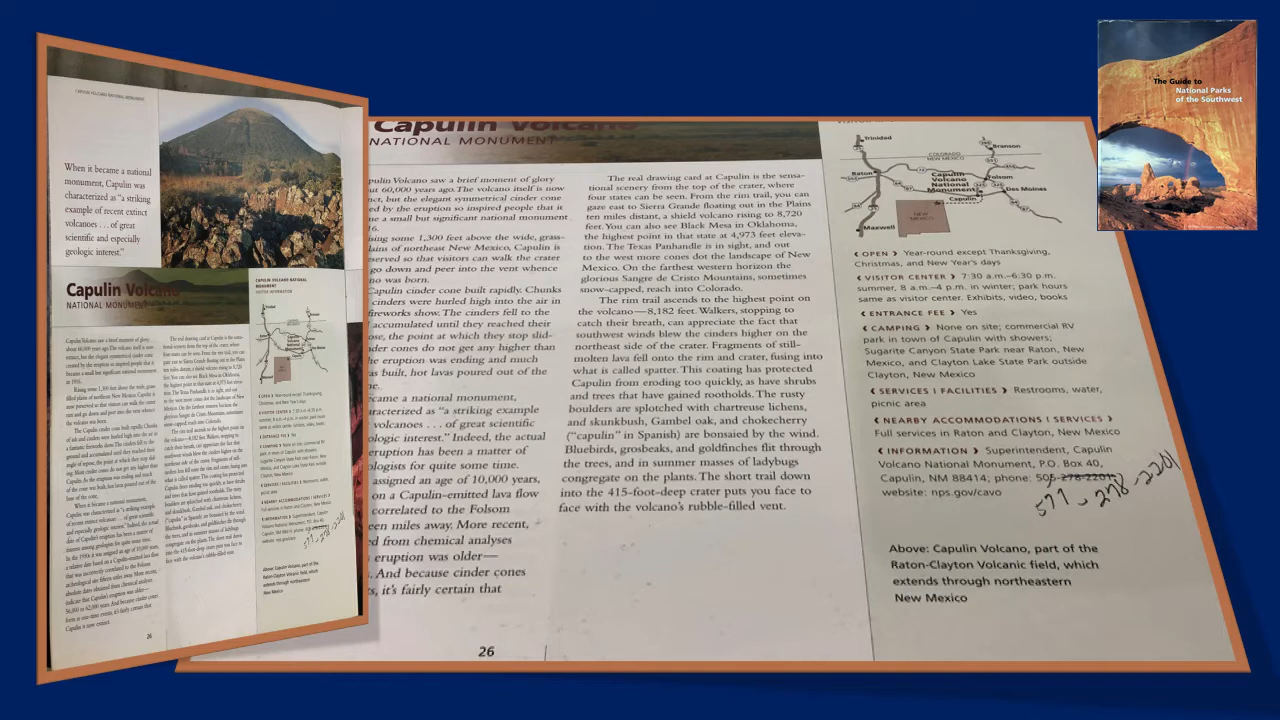 CAPULIN VOLCANO NATIONAL MONUMENT
When it became a national
monument, Capulin was
characterized as “a striking
example of recent extinct
volcanoes . . . of great
scientific and especially
geologic interest.”
Capulin Volcano
NATIONAL MONUMENT
CAPULIN VOLCANO NATIONAL
MONUMENT
VISITOR INFORMATION
26
Capulin Volcano
NATIONAL MONUMENT
Volcano saw a brief moment of glory
60,000 years ago. The volcano itself is now
but the elegant symmetrical cinder cone
by the eruption so inspired people that it
a small but significant national monument
some 1,300 feet above the wide, grass-
of northeast New Mexico, Capulin is
so that visitors can walk the crater
go down and peer into the vent whence
was born.
Capulin cinder cone built rapidly. Chunks
cinders were hurled high into the air in
fireworks show. The cinders fell to the
accumulated until they reached their
the point at which they stop slid-
cones do not get any higher than
the eruption was ending and much
was built, hot lavas poured out of the
became a national monument,
characterized as “a striking example
volcanoes . . . of great scientific
interest.” Indeed, the actual
eruption has been a matter of
for quite some time.
assigned an age of 10,000 years,
on a Capulin-emitted lava flow
correlated to the Folsom
miles away. More recent,
from chemical analyses
eruption was older—
And because cinder cones
it’s fairly certain that
26
The real drawing card at Capulin is the sensa-
tional scenery from the top of the crater, where
four states can be seen. From the rim trail, you can
gaze east to Sierra Grande floating out in the Plains
ten miles distant, a shield volcano rising to 8,720
feet. You can also see Black Mesa in Oklahoma,
the highest point in that state at 4,973 feet eleva-
tion. The Texas Panhandle is in sight, and out
to the west more cones dot the landscape of New
Mexico. On the farthest western horizon the
glorious Sangre de Cristo Mountains, sometimes
snow-capped, reach into Colorado.
The rim trail ascends to the highest point on
the volcano—8,182 feet. Walkers, stopping to
catch their breath, can appreciate the fact that
southwest winds blew the cinders higher on the
northeast side of the crater. Fragments of still-
molten lava fell onto the rim and crater, fusing into
what is called spatter. This coating has protected
Capulin from eroding too quickly, as have shrubs
and trees that have gained rootholds. The rusty
boulders are splotched with chartreuse lichens,
and skunkbush, Gambel oak, and chokecherry
(“capulin” in Spanish) are bonsaied by the wind.
Bluebirds, grosbeaks, and goldfinches flit through
the trees, and in summer masses of ladybugs
congregate on the plants. The short trail down
into the 415-foot-deep crater puts you face to
face with the volcano’s rubble-filled vent.
Trinidad
Branson
COLORADO
NEW MEXICO
Raton
Folsom
Capulin
Volcano
National
Monument
Des Moines
Capulin
NEW
MEXICO
Maxwell
❮ OPEN ❯ Year-round except Thanksgiving,
Christmas, and New Year’s days
❮ VISITOR CENTER ❯ 7:30 a.m.–6:30 p.m.
summer, 8 a.m.–4 p.m. in winter; park hours
same as visitor center. Exhibits, video, books
❮ ENTRANCE FEE ❯ Yes
❮ CAMPING ❯ None on site; commercial RV
park in town of Capulin with showers;
Sugarite Canyon State Park near Raton, New
Mexico, and Clayton Lake State Park outside
Clayton, New Mexico
❮ SERVICES I FACILITIES ❯ Restrooms, water,
picnic area
❮ NEARBY ACCOMMODATIONS I SERVICES ❯
Full services in Raton and Clayton, New Mexico
❮ INFORMATION ❯ Superintendent, Capulin
Volcano National Monument, P.O. Box 40,
Capulin, NM 88414; phone: 505-278-2201;
website: nps.gov/cavo
577-278-2201
Above: Capulin Volcano, part of the
Raton-Clayton Volcanic field, which
extends through northeastern
New Mexico
The Guide to
National Parks
of the Southwest